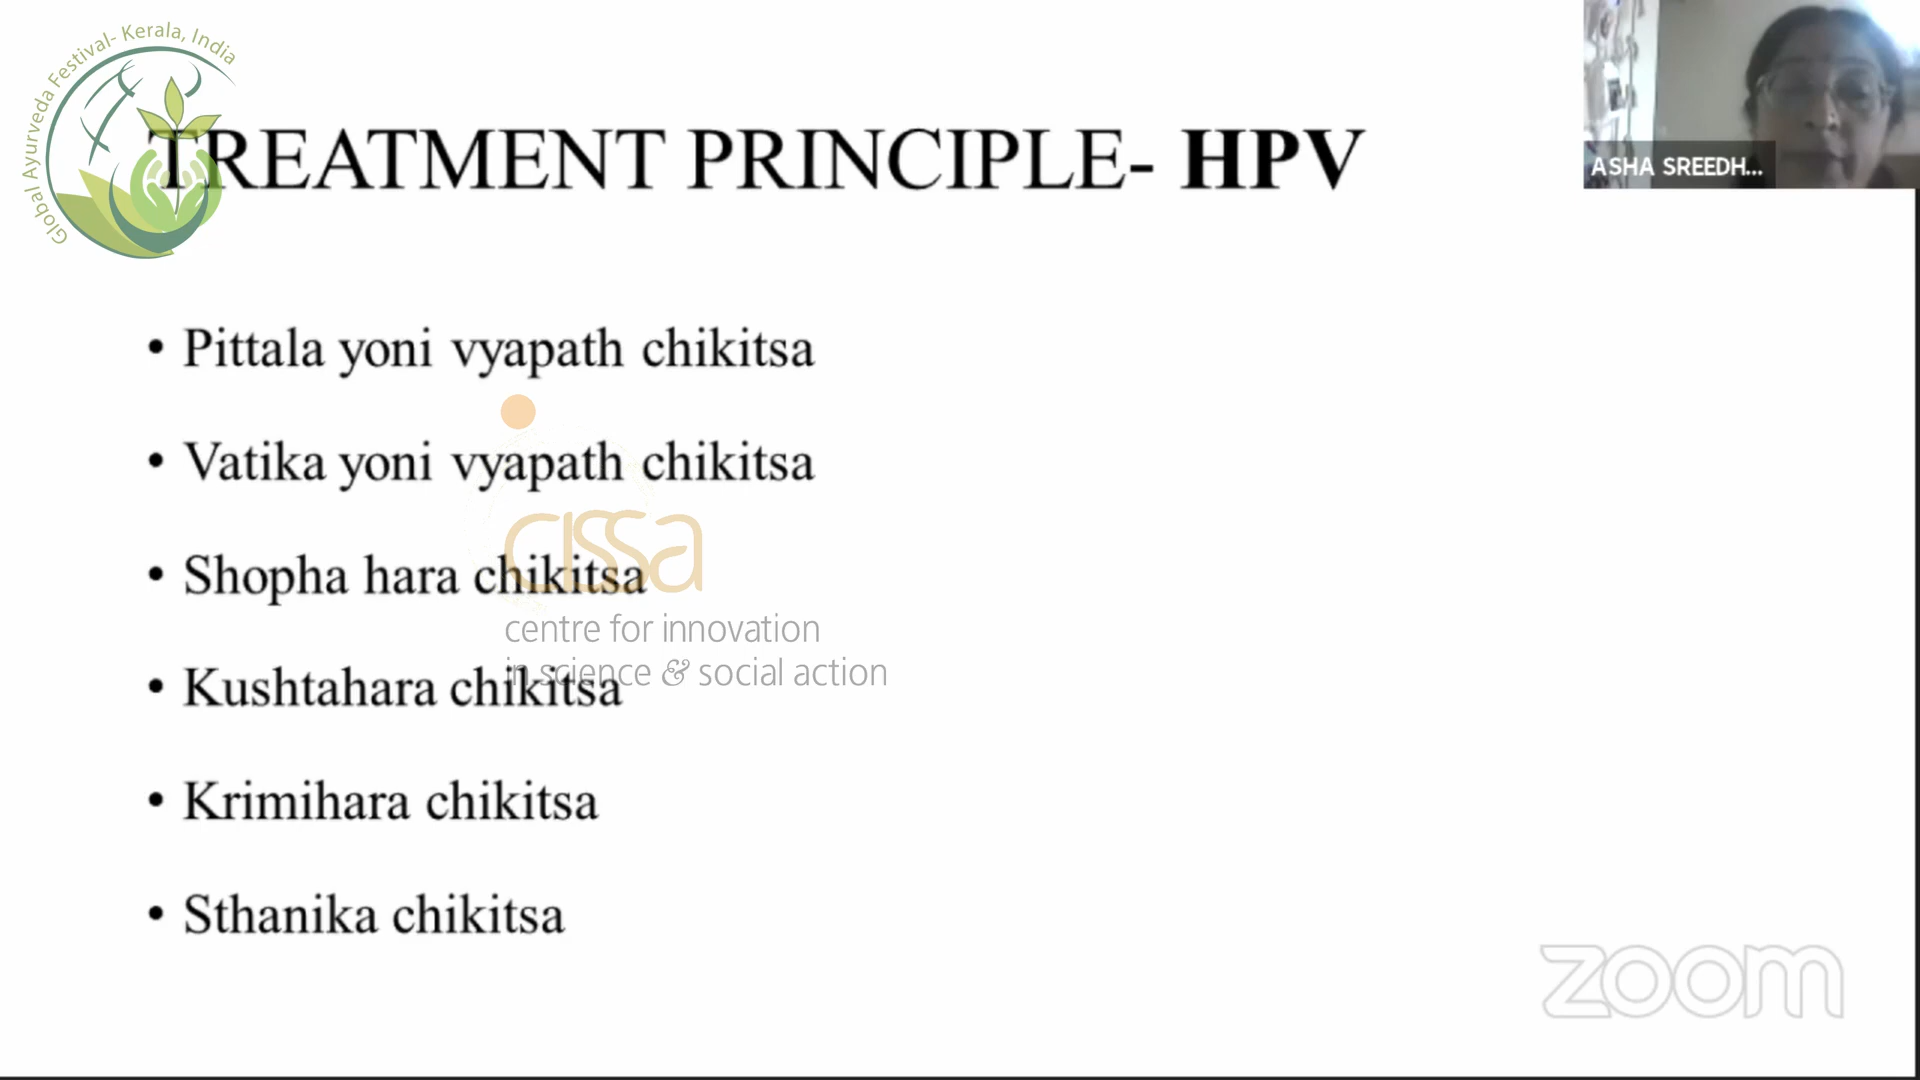 Global Ayurveda Festival- Kerala, India
ASHA SREEDH...
TREATMENT PRINCIPLE- HPV
• Pittala yoni vyapath chikitsa
• Vatika yoni vyapath chikitsa
• Shopha hara chikitsa
cissa
centre for innovation
in science & social action
• Kushtahara chikitsa
• Krimihara chikitsa
• Sthanika chikitsa
zoom